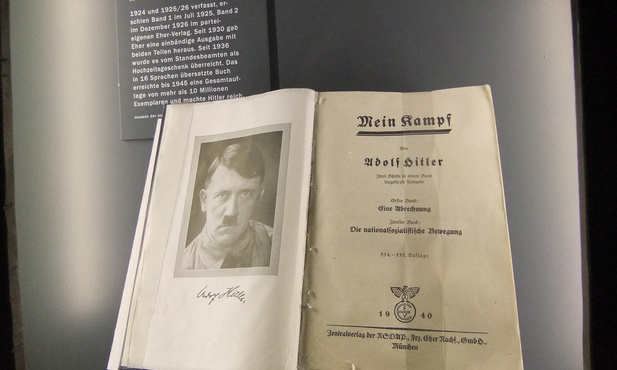 1924 und 1925/26 verfasst, er-
schien Band 1 im Juli 1925, Band 2
im Dezember 1926 im partei-
eigenen Eher-Verlag. Seit 1930 gab
Eher eine einbändige Ausgabe mit
beiden Teilen heraus. Seit 1936
wurde es vom Standesbeamten als
Hochzeitsgeschenk überreicht. Das
in 16 Sprachen übersetzte Buch
erreichte bis 1945 eine Gesamtauf-
lage von mehr als 10 Millionen
Exemplaren und machte Hitler reich.
Mein Kampf
Von
Adolf Hitler
Zwei Bände in einem Band
Ungekürzte Ausgabe
Erster Band:
Eine Abrechnung
Zweiter Band:
Die nationalsozialistische Bewegung
Auflage
1940
Zentralverlag der NSDAP., Frz. Eher Nachf., GmbH.,
München